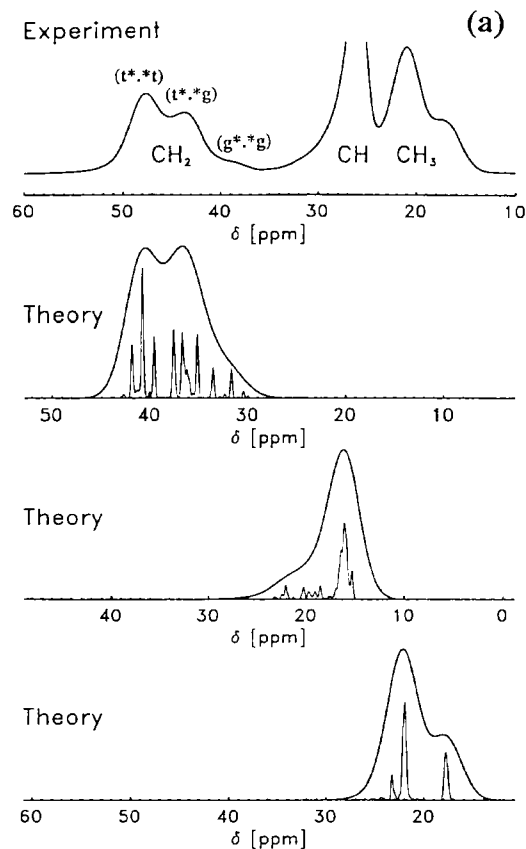 Experiment (a)
(t*.*t)
(t*.*g)
(g*.*g)
CH₂ CH CH₃
60 50 40 30 20 10
δ [ppm]
Theory
50 40 30 20 10
δ [ppm]
Theory
40 30 20 10 0
δ [ppm]
Theory
60 50 40 30 20
δ [ppm]